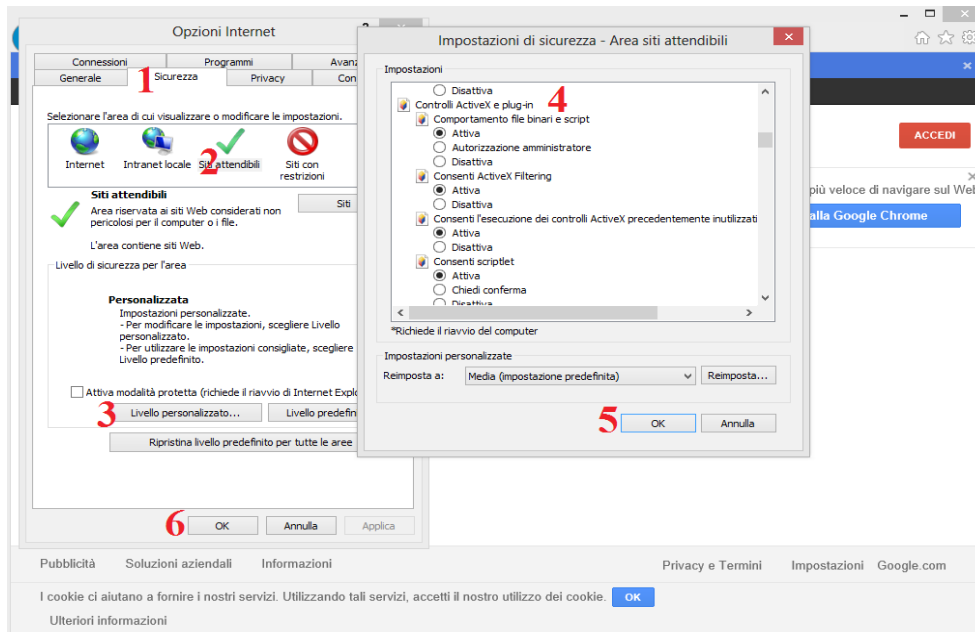 Opzioni Internet
Connessioni
Programmi
Avanz
Generale
1
Sicurezza
Privacy
Con
Selezionare l'area di cui visualizzare o modificare le impostazioni.
Internet
Intranet locale
2
Siti attendibili
Siti con
restrizioni
Siti attendibili
Area riservata ai siti Web considerati non
pericolosi per il computer o i file.
Siti
L'area contiene siti Web.
Livello di sicurezza per l'area
Personalizzata
Impostazioni personalizzate.
- Per modificare le impostazioni, scegliere Livello
personalizzato.
- Per utilizzare le impostazioni consigliate, scegliere
Livello predefinito.
Attiva modalità protetta (richiede il riavvio di Internet Explo
3
Livello personalizzato...
Livello predefin
Ripristina livello predefinito per tutte le aree
6
OK
Annulla
Applica
Impostazioni di sicurezza - Area siti attendibili
Impostazioni
Disattiva
Controlli ActiveX e plug-in
4
Comportamento file binari e script
Attiva
Autorizzazione amministratore
Disattiva
Consenti ActiveX Filtering
Attiva
Disattiva
Consenti l'esecuzione dei controlli ActiveX precedentemente inutilizzati
Attiva
Disattiva
Consenti scriptlet
Attiva
Chiedi conferma
Disattiva
*Richiede il riavvio del computer
Impostazioni personalizzate
Reimposta a:
Media (impostazione predefinita)
Reimposta...
5
OK
Annulla
ACCEDI
più veloce di navigare sul Web
alla Google Chrome
Pubblicità
Soluzioni aziendali
Informazioni
Privacy e Termini
Impostazioni
Google.com
I cookie ci aiutano a fornire i nostri servizi. Utilizzando tali servizi, accetti il nostro utilizzo dei cookie.
OK
Ulteriori informazioni